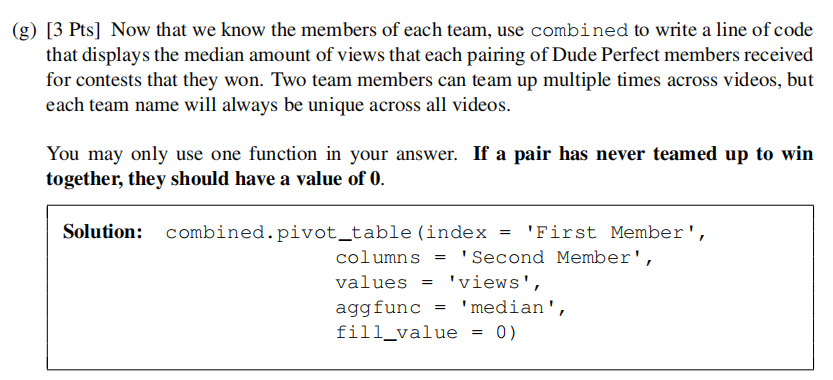 (g) [3 Pts] Now that we know the members of each team, use combined to write a line of code
that displays the median amount of views that each pairing of Dude Perfect members received
for contests that they won. Two team members can team up multiple times across videos, but
each team name will always be unique across all videos.
You may only use one function in your answer. If a pair has never teamed up to win
together, they should have a value of 0.
Solution: combined.pivot_table(index = 'First Member',
columns = 'Second Member',
values = 'views',
aggfunc = 'median',
fill_value = 0)